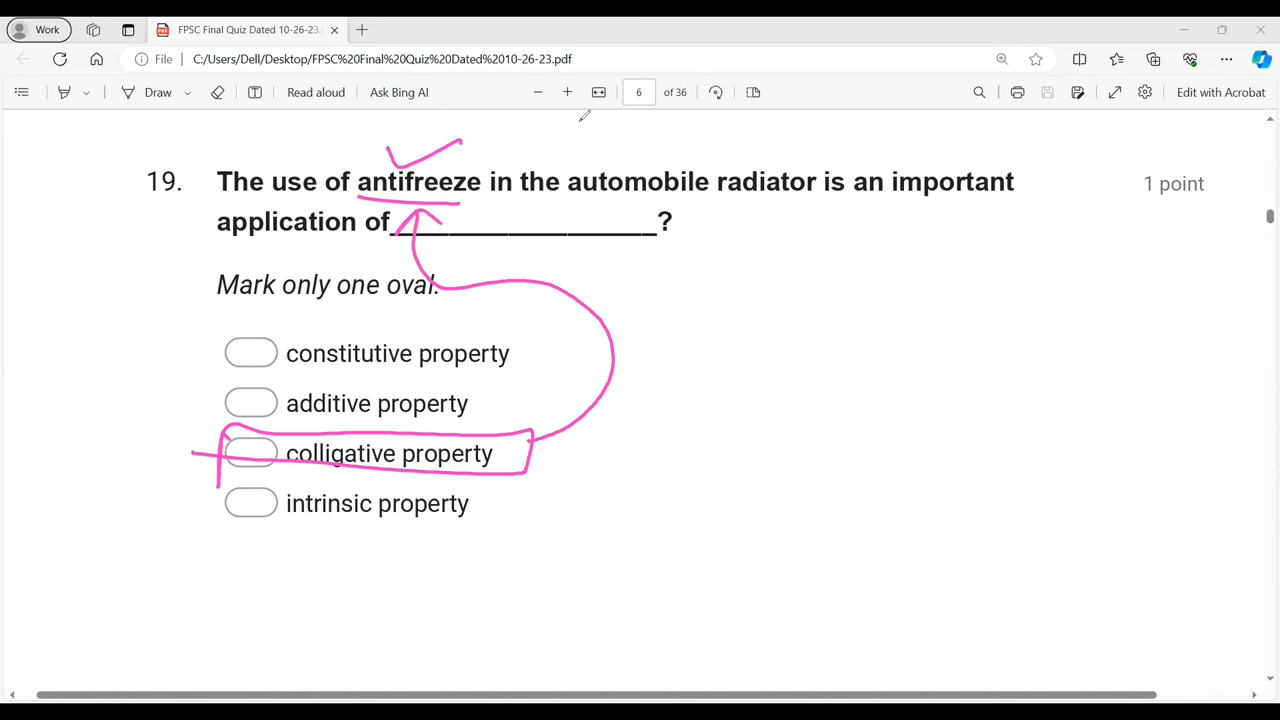 Work
FPSC Final Quiz Dated 10-26-23.
File
C:/Users/Dell/Desktop/FPSC%20Final%20Quiz%20Dated%2010-26-23.pdf
Draw
Read aloud
Ask Bing AI
6
of 36
Edit with Acrobat
19. The use of antifreeze in the automobile radiator is an important 1 point
application of___________________?
Mark only one oval.
constitutive property
additive property
colligative property
intrinsic property